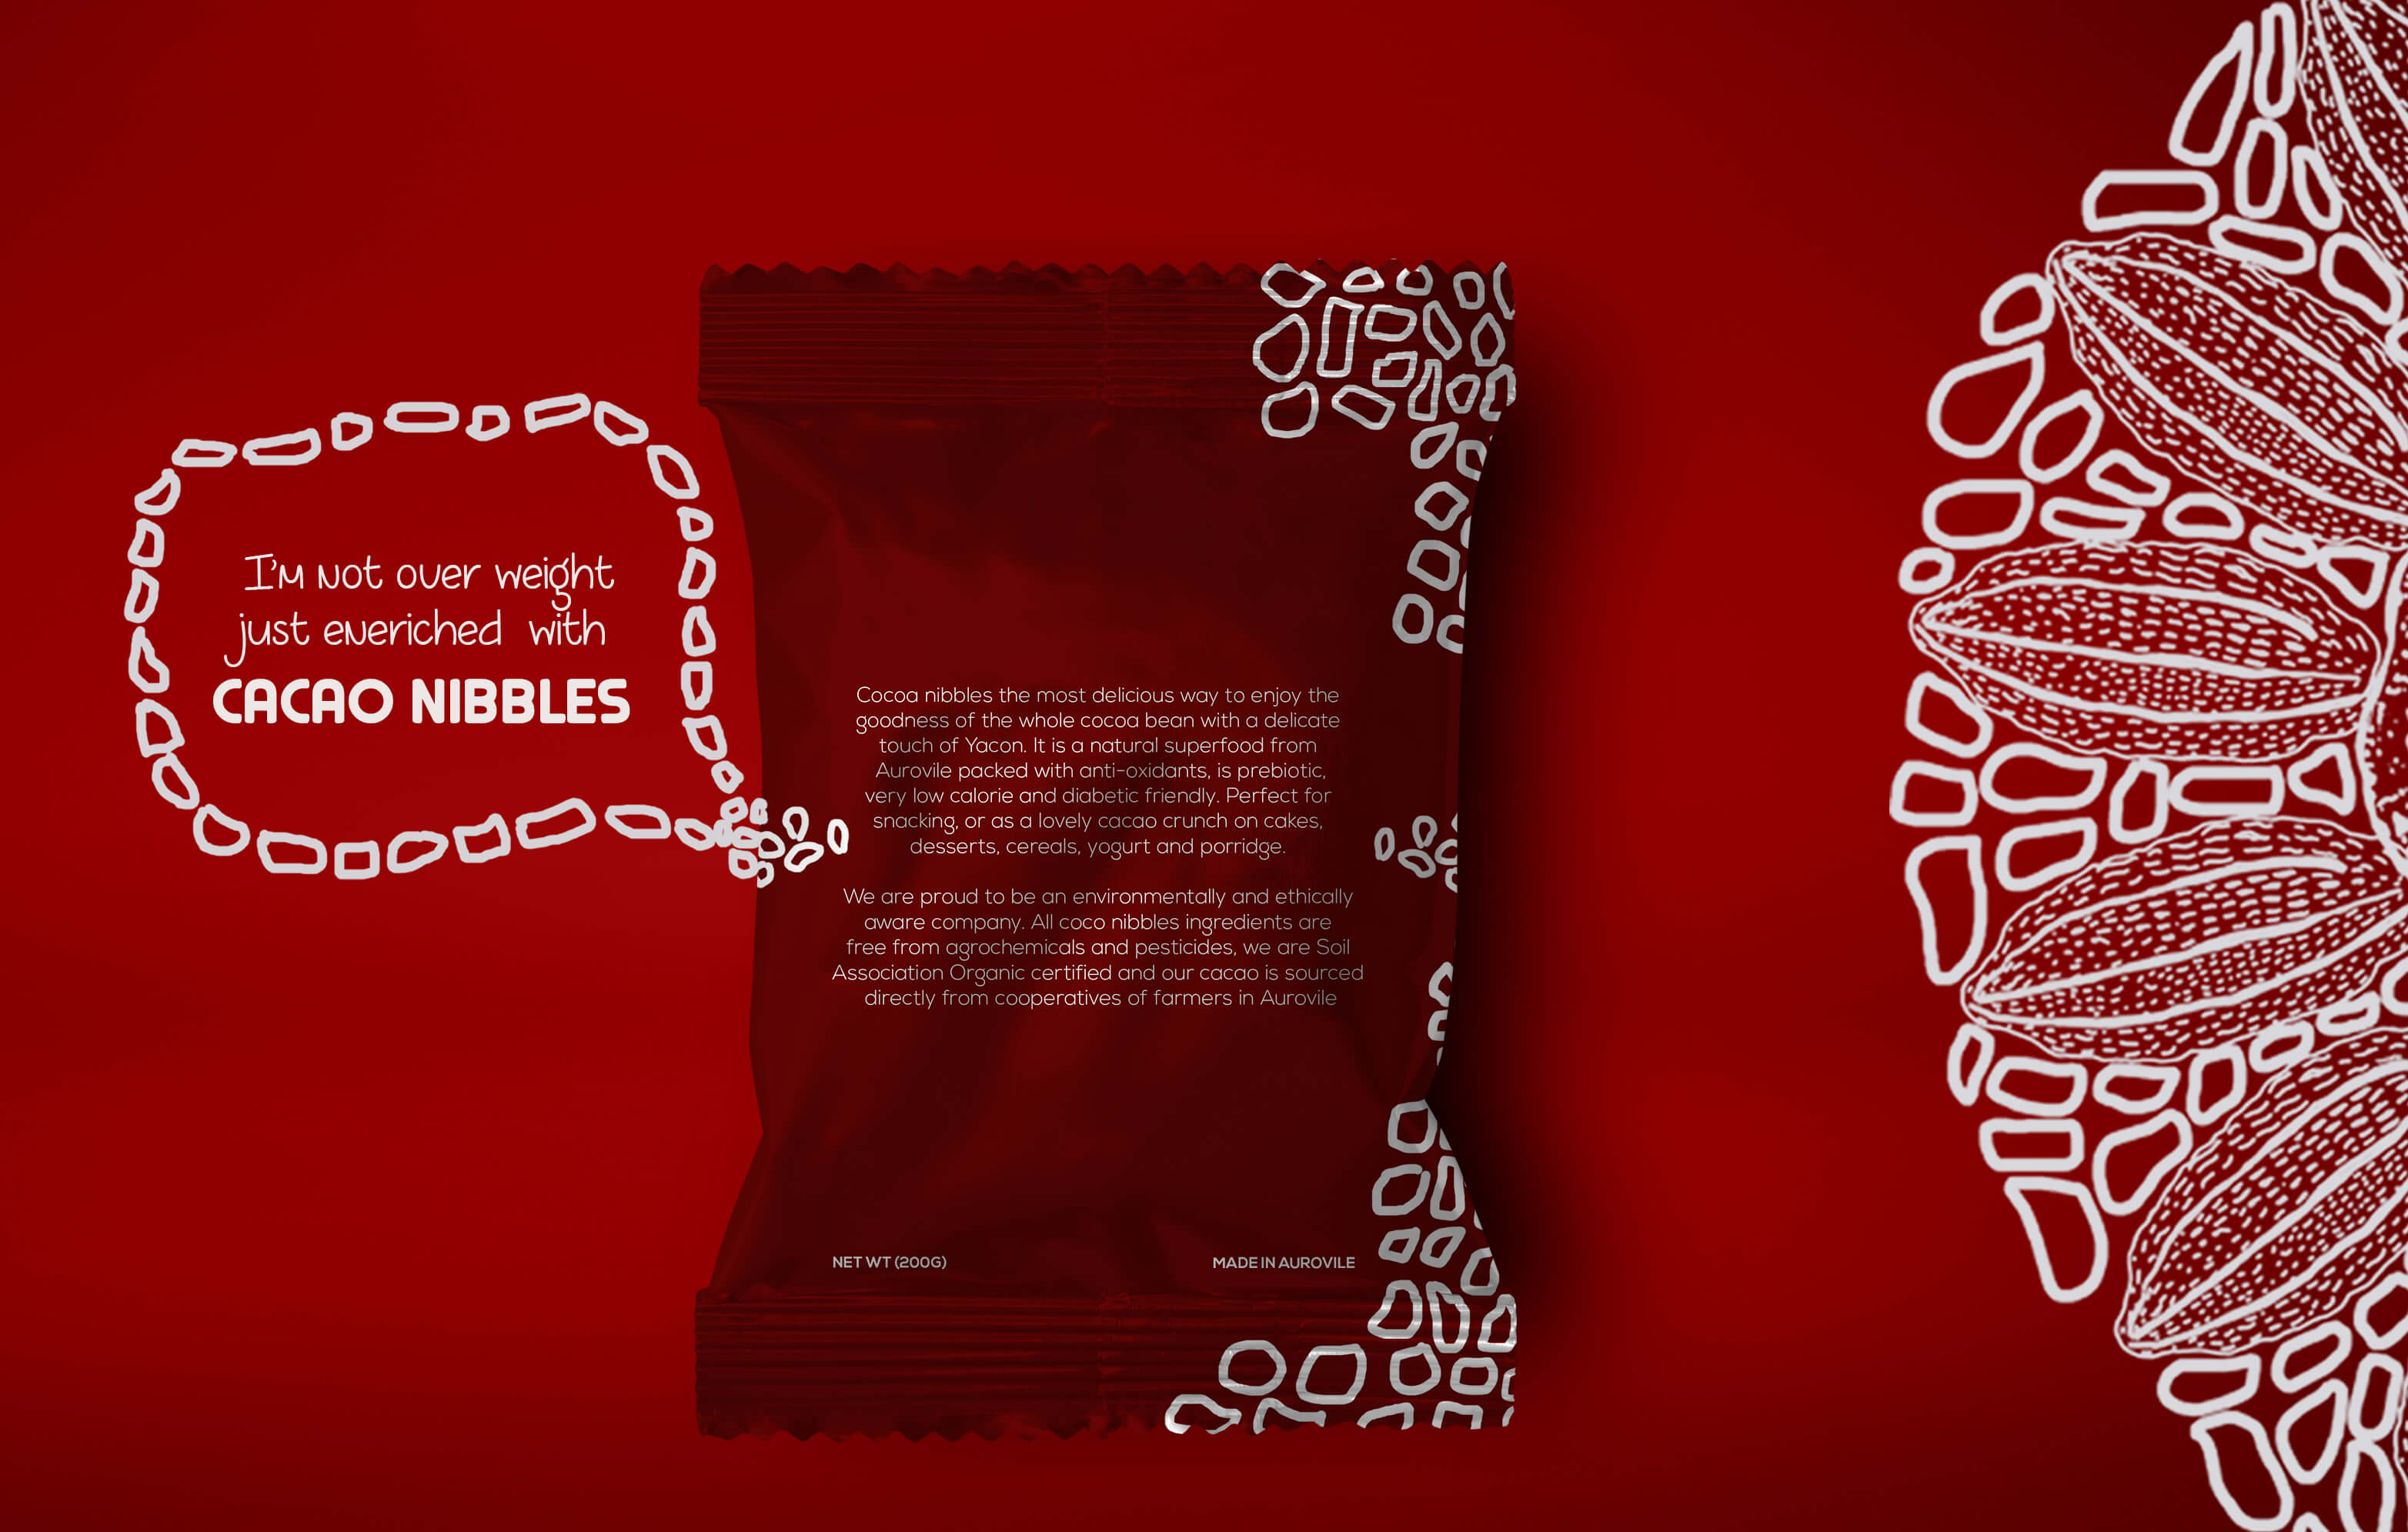 I'm not over weight
just eneriched with
CACAO NIBBLES
Cocoa nibbles the most delicious way to enjoy the
goodness of the whole cocoa bean with a delicate
touch of Yacon. It is a natural superfood from
Aurovile packed with anti-oxidants, is prebiotic,
very low calorie and diabetic friendly. Perfect for
snacking, or as a lovely cacao crunch on cakes,
desserts, cereals, yogurt and porridge.
We are proud to be an environmentally and ethically
aware company. All coco nibbles ingredients are
free from agrochemicals and pesticides, we are Soil
Association Organic certified and our cacao is sourced
directly from cooperatives of farmers in Aurovile
NET WT (200G)
MADE IN AUROVILE